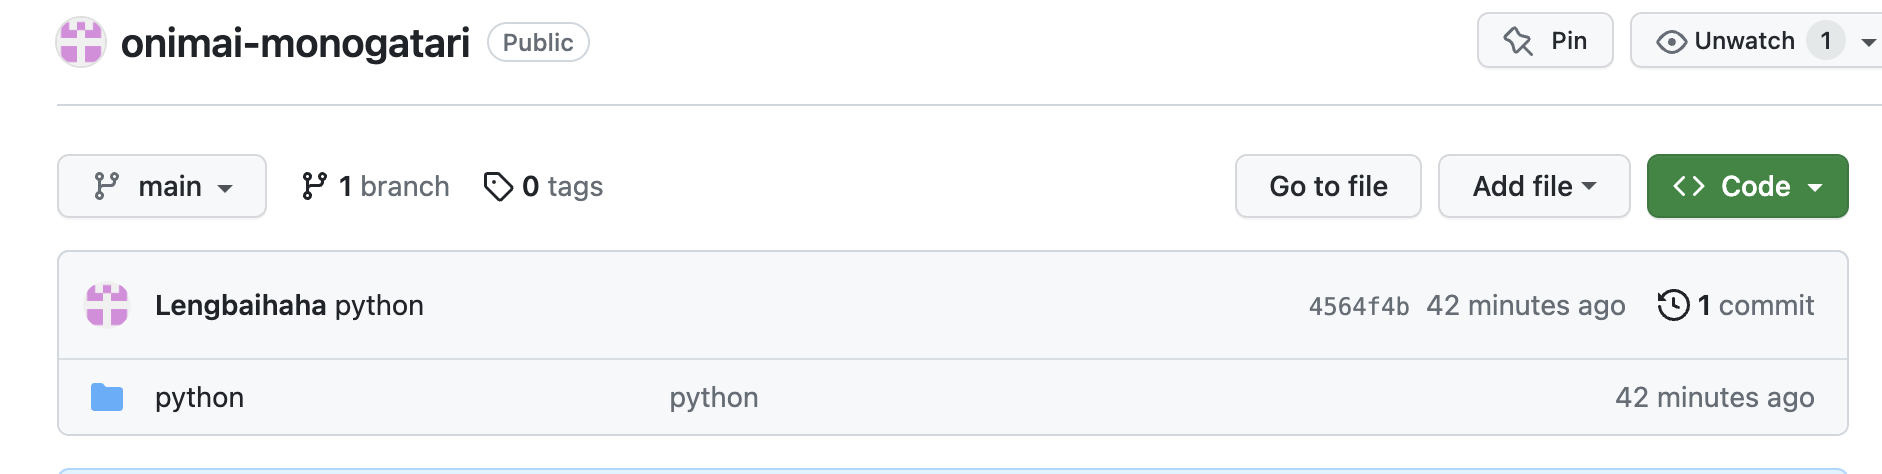 onimai-monogatari Public Pin Unwatch 1
main 1 branch 0 tags Go to file Add file Code
Lengbaihaha python 4564f4b 42 minutes ago 1 commit
python python 42 minutes ago